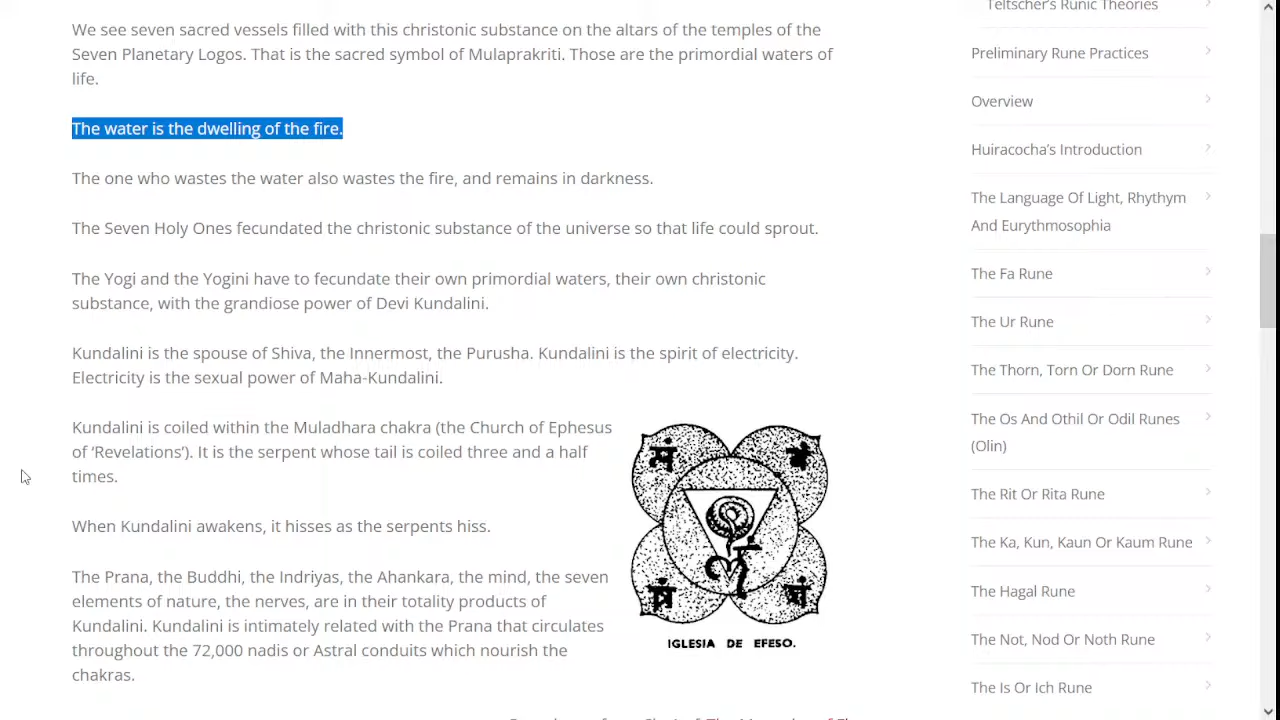 We see seven sacred vessels filled with this christonic substance on the altars of the temples of the
Seven Planetary Logos. That is the sacred symbol of Mulaprakriti. Those are the primordial waters of
life.
The water is the dwelling of the fire.
The one who wastes the water also wastes the fire, and remains in darkness.
The Seven Holy Ones fecundated the christonic substance of the universe so that life could sprout.
The Yogi and the Yogini have to fecundate their own primordial waters, their own christonic
substance, with the grandiose power of Devi Kundalini.
Kundalini is the spouse of Shiva, the Innermost, the Purusha. Kundalini is the spirit of electricity.
Electricity is the sexual power of Maha-Kundalini.
Kundalini is coiled within the Muladhara chakra (the Church of Ephesus
of ‘Revelations’). It is the serpent whose tail is coiled three and a half
times.
When Kundalini awakens, it hisses as the serpents hiss.
The Prana, the Buddhi, the Indriyas, the Ahankara, the mind, the seven
elements of nature, the nerves, are in their totality products of
Kundalini. Kundalini is intimately related with the Prana that circulates
throughout the 72,000 nadis or Astral conduits which nourish the
chakras.
IGLESIA DE EFESO.
Teltscher's Runic Theories
Preliminary Rune Practices
Overview
Huiracocha's Introduction
The Language Of Light, Rhythym
And Eurythmosophia
The Fa Rune
The Ur Rune
The Thorn, Torn Or Dorn Rune
The Os And Othil Or Odil Runes
(Olin)
The Rit Or Rita Rune
The Ka, Kun, Kaun Or Kaum Rune
The Hagal Rune
The Not, Nod Or Noth Rune
The Is Or Ich Rune